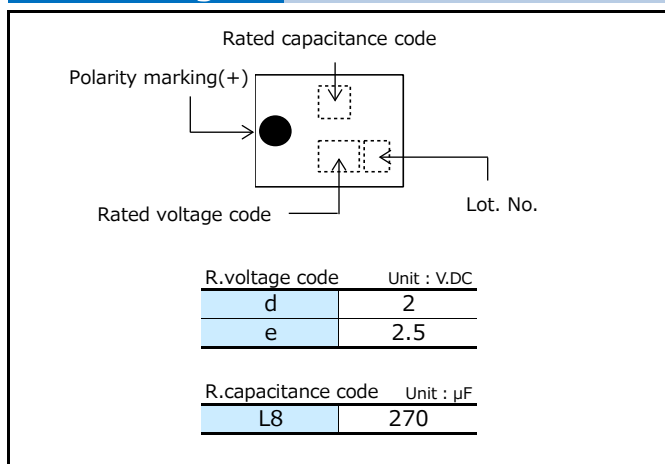 Rated capacitance code
Polarity marking(+)
Rated voltage code
Lot. No.
R.voltage code Unit : V.DC
d 2
e 2.5
R.capacitance code Unit : μF
L8 270